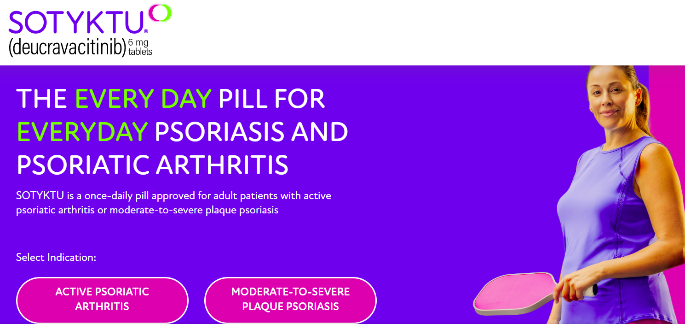 SOTYKTU®
(deucravacitinib) 6 mg
tablets
THE EVERY DAY PILL FOR
EVERYDAY PSORIASIS AND
PSORIATIC ARTHRITIS
SOTYKTU is a once-daily pill approved for adult patients with active
psoriatic arthritis or moderate-to-severe plaque psoriasis
Select Indication:
ACTIVE PSORIATIC
ARTHRITIS
MODERATE-TO-SEVERE
PLAQUE PSORIASIS